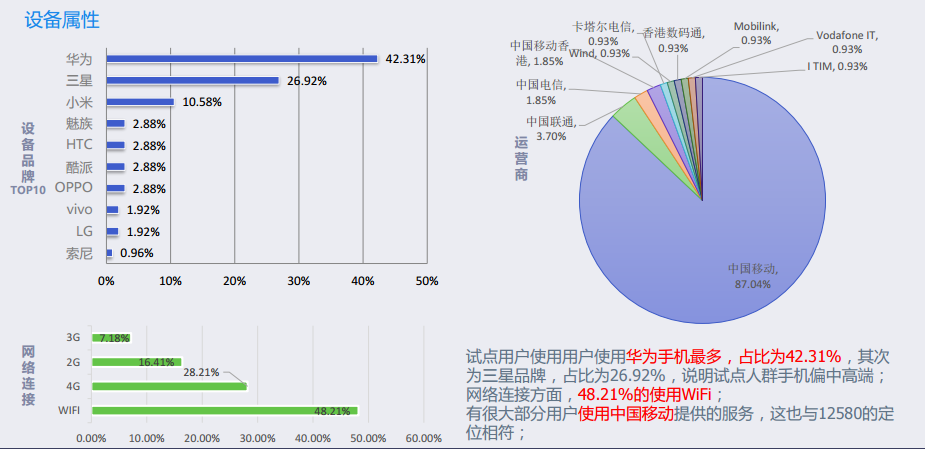 设备属性
设备品牌
TOP10
华为
42.31%
三星
26.92%
小米
10.58%
魅族
2.88%
HTC
2.88%
酷派
2.88%
OPPO
2.88%
vivo
1.92%
LG
1.92%
索尼
0.96%
0%
10%
20%
30%
40%
50%
运营商
卡塔尔电信,
0.93%
香港数码通,
0.93%
Mobilink,
0.93%
Vodafone IT,
0.93%
I TIM, 0.93%
中国移动香
港, 1.85%
Wind, 0.93%
中国电信,
1.85%
中国联通,
3.70%
中国移动,
87.04%
网络连接
3G
7.18%
2G
16.41%
28.21%
4G
WIFI
48.21%
0.00%
10.00%
20.00%
30.00%
40.00%
50.00%
60.00%
试点用户使用用户使用华为手机最多，占比为42.31%，其次
为三星品牌，占比为26.92%，说明试点人群手机偏中高端；
网络连接方面，48.21%的使用WiFi；
有很大部分用户使用中国移动提供的服务，这也与12580的定
位相符；